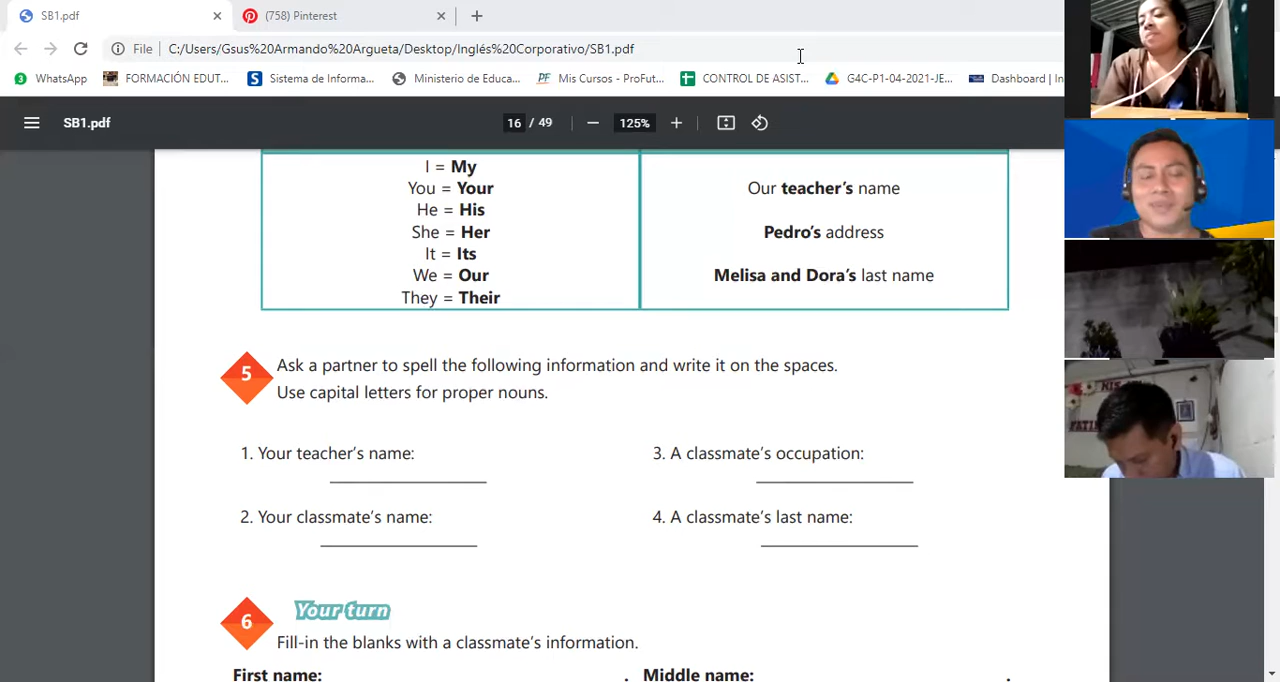 SB1.pdf
(758) Pinterest
File
C:/Users/Gsus%20Armando%20Argueta/Desktop/Inglés%20Corporativo/SB1.pdf
WhatsApp
FORMACIÓN EDUT...
Sistema de Informa...
Ministerio de Educa...
PF Mis Cursos - ProFut...
CONTROL DE ASIST...
G4C-P1-04-2021-JE...
Dashboard | In
SB1.pdf
16 / 49
125%
I = My
You = Your
He = His
She = Her
It = Its
We = Our
They = Their
Our teacher's name
Pedro's address
Melisa and Dora's last name
5
Ask a partner to spell the following information and write it on the spaces.
Use capital letters for proper nouns.
1. Your teacher's name:
2. Your classmate's name:
3. A classmate's occupation:
4. A classmate's last name:
6
Your turn
Fill-in the blanks with a classmate's information.
First name: .
Middle name: .